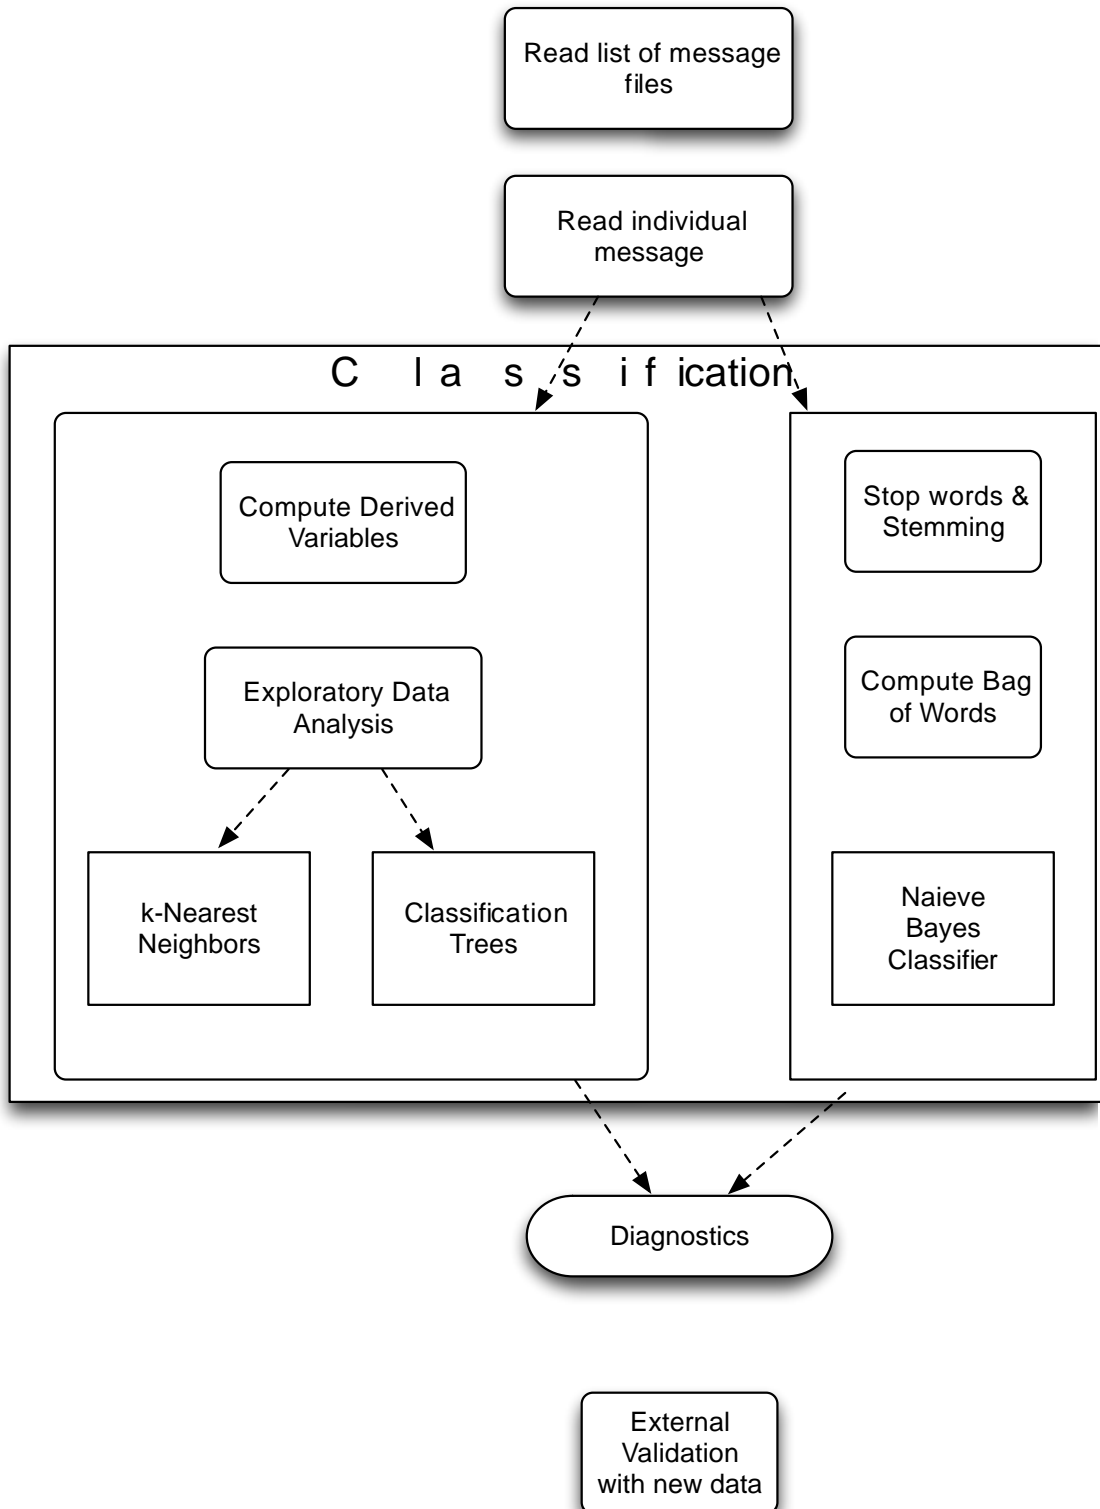 Read list of message
files
Read individual
message
Classification
Compute Derived
Variables
Exploratory Data
Analysis
k-Nearest
Neighbors
Classification
Trees
Stop words &
Stemming
Compute Bag
of Words
Naieve
Bayes
Classifier
Diagnostics
External
Validation
with new data